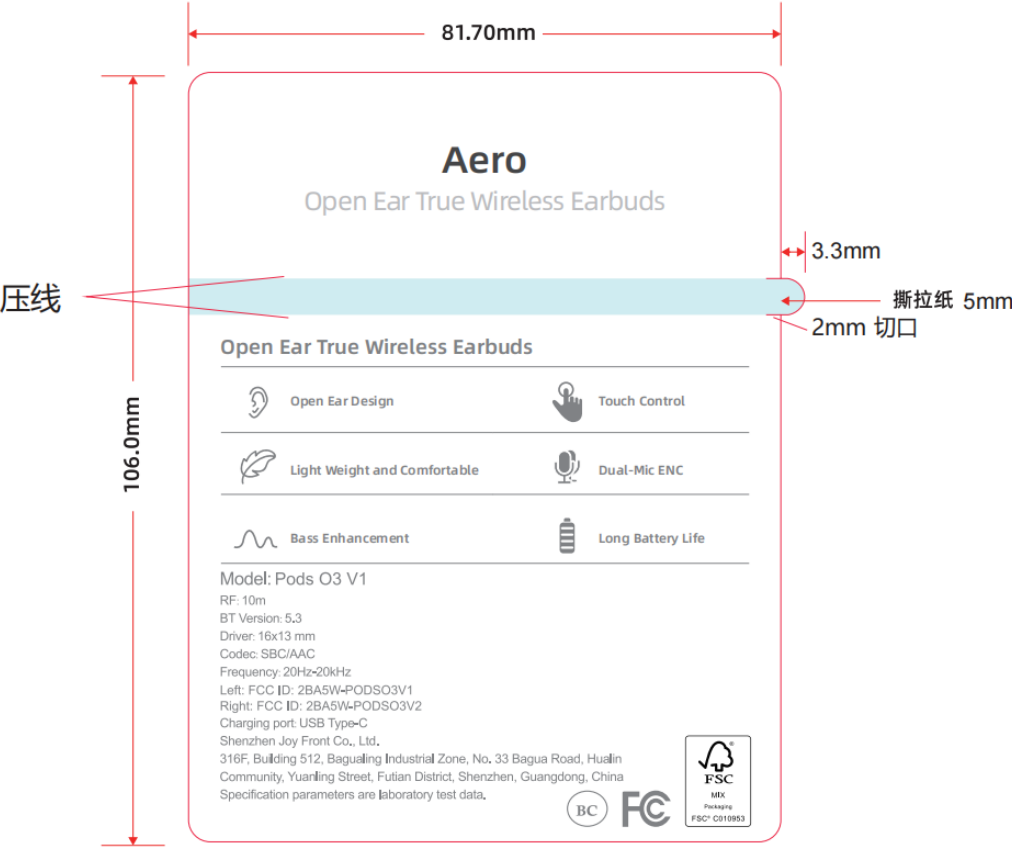 81.70mm
Aero
Open Ear True Wireless Earbuds
3.3mm
压线
撕拉纸 5mm
2mm 切口
106.0mm
Open Ear True Wireless Earbuds
Open Ear Design
Touch Control
Light Weight and Comfortable
Dual-Mic ENC
Bass Enhancement
Long Battery Life
Model: Pods O3 V1
RF: 10m
BT Version: 5.3
Driver: 16x13 mm
Codec: SBC/AAC
Frequency: 20Hz-20kHz
Left: FCC ID: 2BA5W-PODSO3V1
Right: FCC ID: 2BA5W-PODSO3V2
Charging port: USB Type-C
Shenzhen Joy Front Co., Ltd.
316F, Building 512, Bagualing Industrial Zone, No. 33 Bagua Road, Hualin
Community, Yuanling Street, Futian District, Shenzhen, Guangdong, China
Specification parameters are laboratory test data.
BC
FCC
®
FSC
MIX
Packaging
FSC® C010953